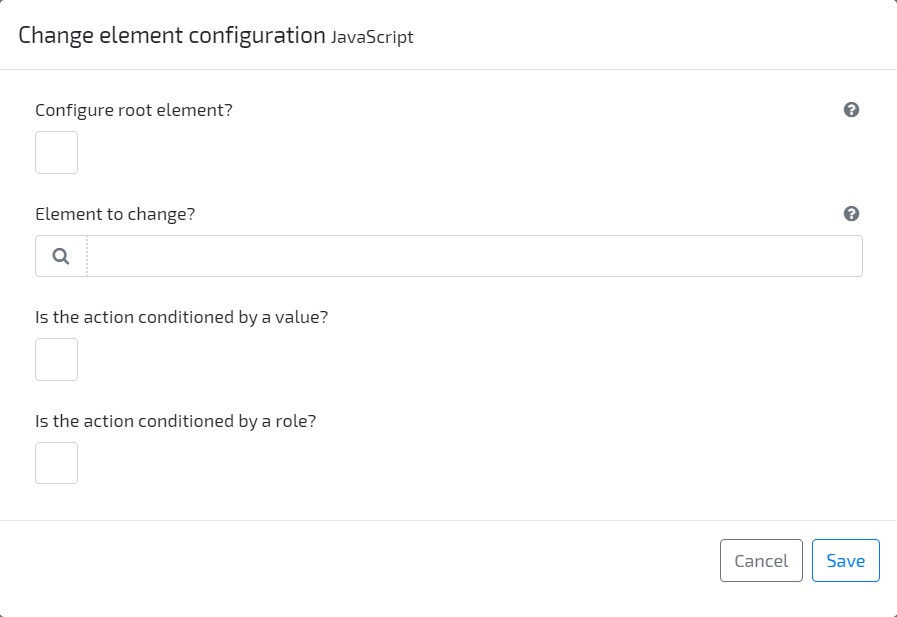 Change element configuration JavaScript
Configure root element?
Element to change?
Is the action conditioned by a value?
Is the action conditioned by a role?
Cancel Save